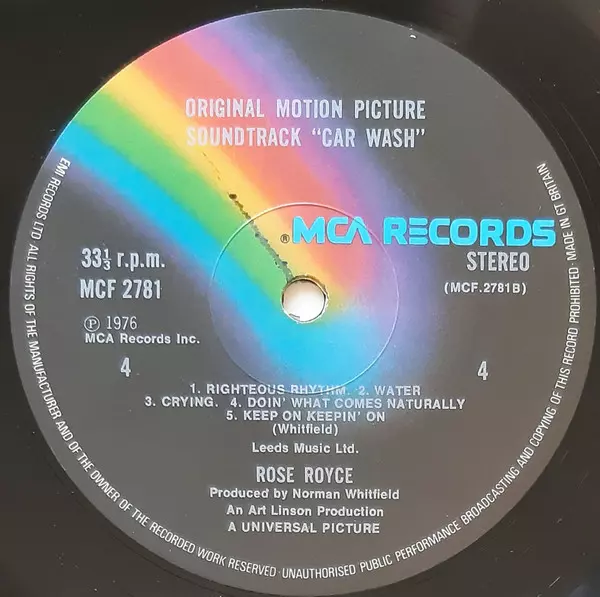 ORIGINAL MOTION PICTURE
SOUNDTRACK "CAR WASH"
® MCA RECORDS
33⅓ r.p.m.
MCF 2781
STEREO
(MCF.2781B)
Ⓟ 1976
MCA Records Inc.
4
4
1. RIGHTEOUS RHYTHM. 2. WATER
3. CRYING. 4. DOIN' WHAT COMES NATURALLY
5. KEEP ON KEEPIN' ON
(Whitfield)
Leeds Music Ltd.
ROSE ROYCE
Produced by Norman Whitfield
An Art Linson Production
A UNIVERSAL PICTURE
EMI RECORDS LTD ALL RIGHTS OF THE MANUFACTURER AND OF THE OWNER OF THE RECORDED WORK RESERVED · UNAUTHORISED PUBLIC PERFORMANCE BROADCASTING AND COPYING OF THIS RECORD PROHIBITED · MADE IN GT BRITAIN